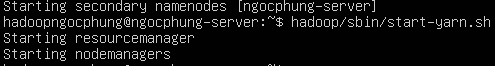 Starting secondary namenodes [ngocphung-server]
hadoopngocphung@ngocphung-server:~$ hadoop/sbin/start-yarn.sh
Starting resourcemanager
Starting nodemanagers